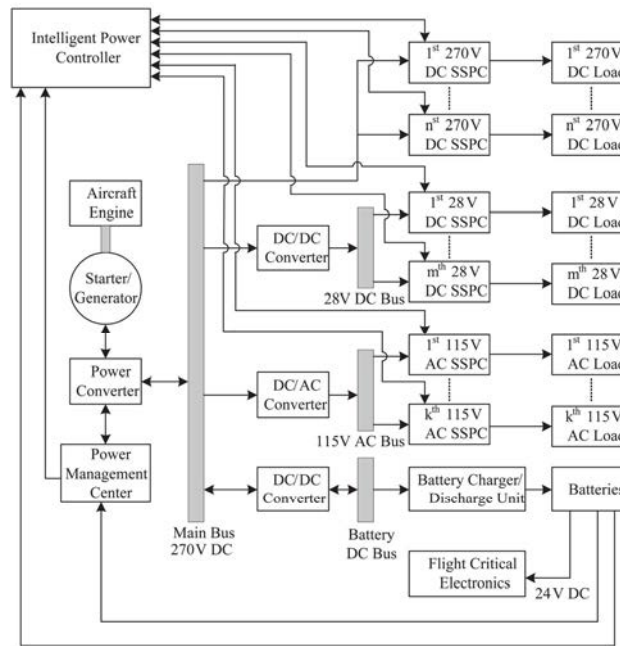 Intelligent Power
Controller
1st 270V
DC SSPC
1st 270V
DC Load
nst 270V
DC SSPC
nst 270V
DC Load
Aircraft
Engine
Starter/
Generator
Power
Converter
Power
Management
Center
1st 28V
DC SSPC
1st 28V
DC Load
DC/DC
Converter
mth 28V
DC SSPC
mth 28V
DC Load
28V DC Bus
1st 115V
AC SSPC
1st 115V
AC Load
DC/AC
Converter
kth 115V
AC SSPC
kth 115V
AC Load
115V AC Bus
DC/DC
Converter
Battery Charger/
Discharge Unit
Batteries
Main Bus
270V DC
Battery
DC Bus
Flight Critical
Electronics
24V DC